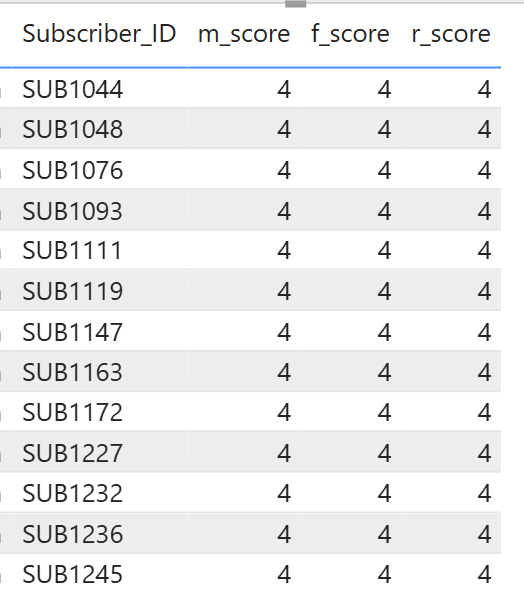 Subscriber_ID m_score f_score r_score
SUB1044 4 4 4
SUB1048 4 4 4
SUB1076 4 4 4
SUB1093 4 4 4
SUB1111 4 4 4
SUB1119 4 4 4
SUB1147 4 4 4
SUB1163 4 4 4
SUB1172 4 4 4
SUB1227 4 4 4
SUB1232 4 4 4
SUB1236 4 4 4
SUB1245 4 4 4